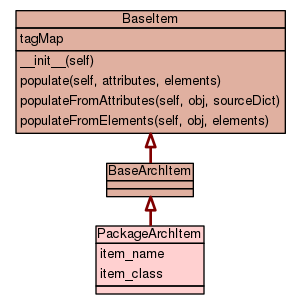 BaseItem
tagMap
__init__(self)
populate(self, attributes, elements)
populateFromAttributes(self, obj, sourceDict)
populateFromElements(self, obj, elements)
BaseArchItem
PackageArchItem
item_name
item_class